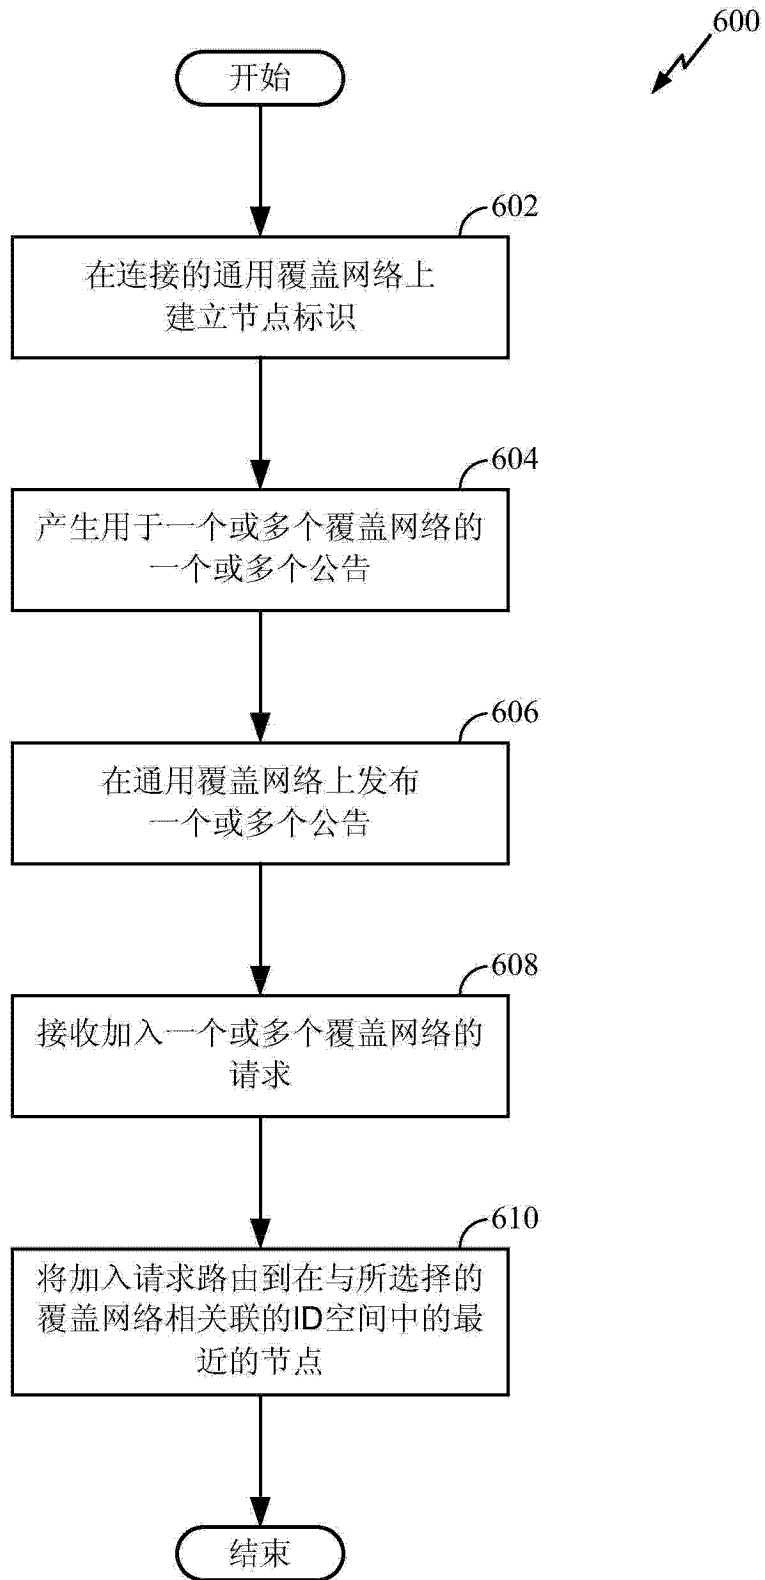 600
开始
602
在连接的通用覆盖网络上
建立节点标识
604
产生用于一个或多个覆盖网络的
一个或多个公告
606
在通用覆盖网络上发布
一个或多个公告
608
接收加入一个或多个覆盖网络的
请求
610
将加入请求路由到在与所选择的
覆盖网络相关联的ID空间中的最
近的节点
结束